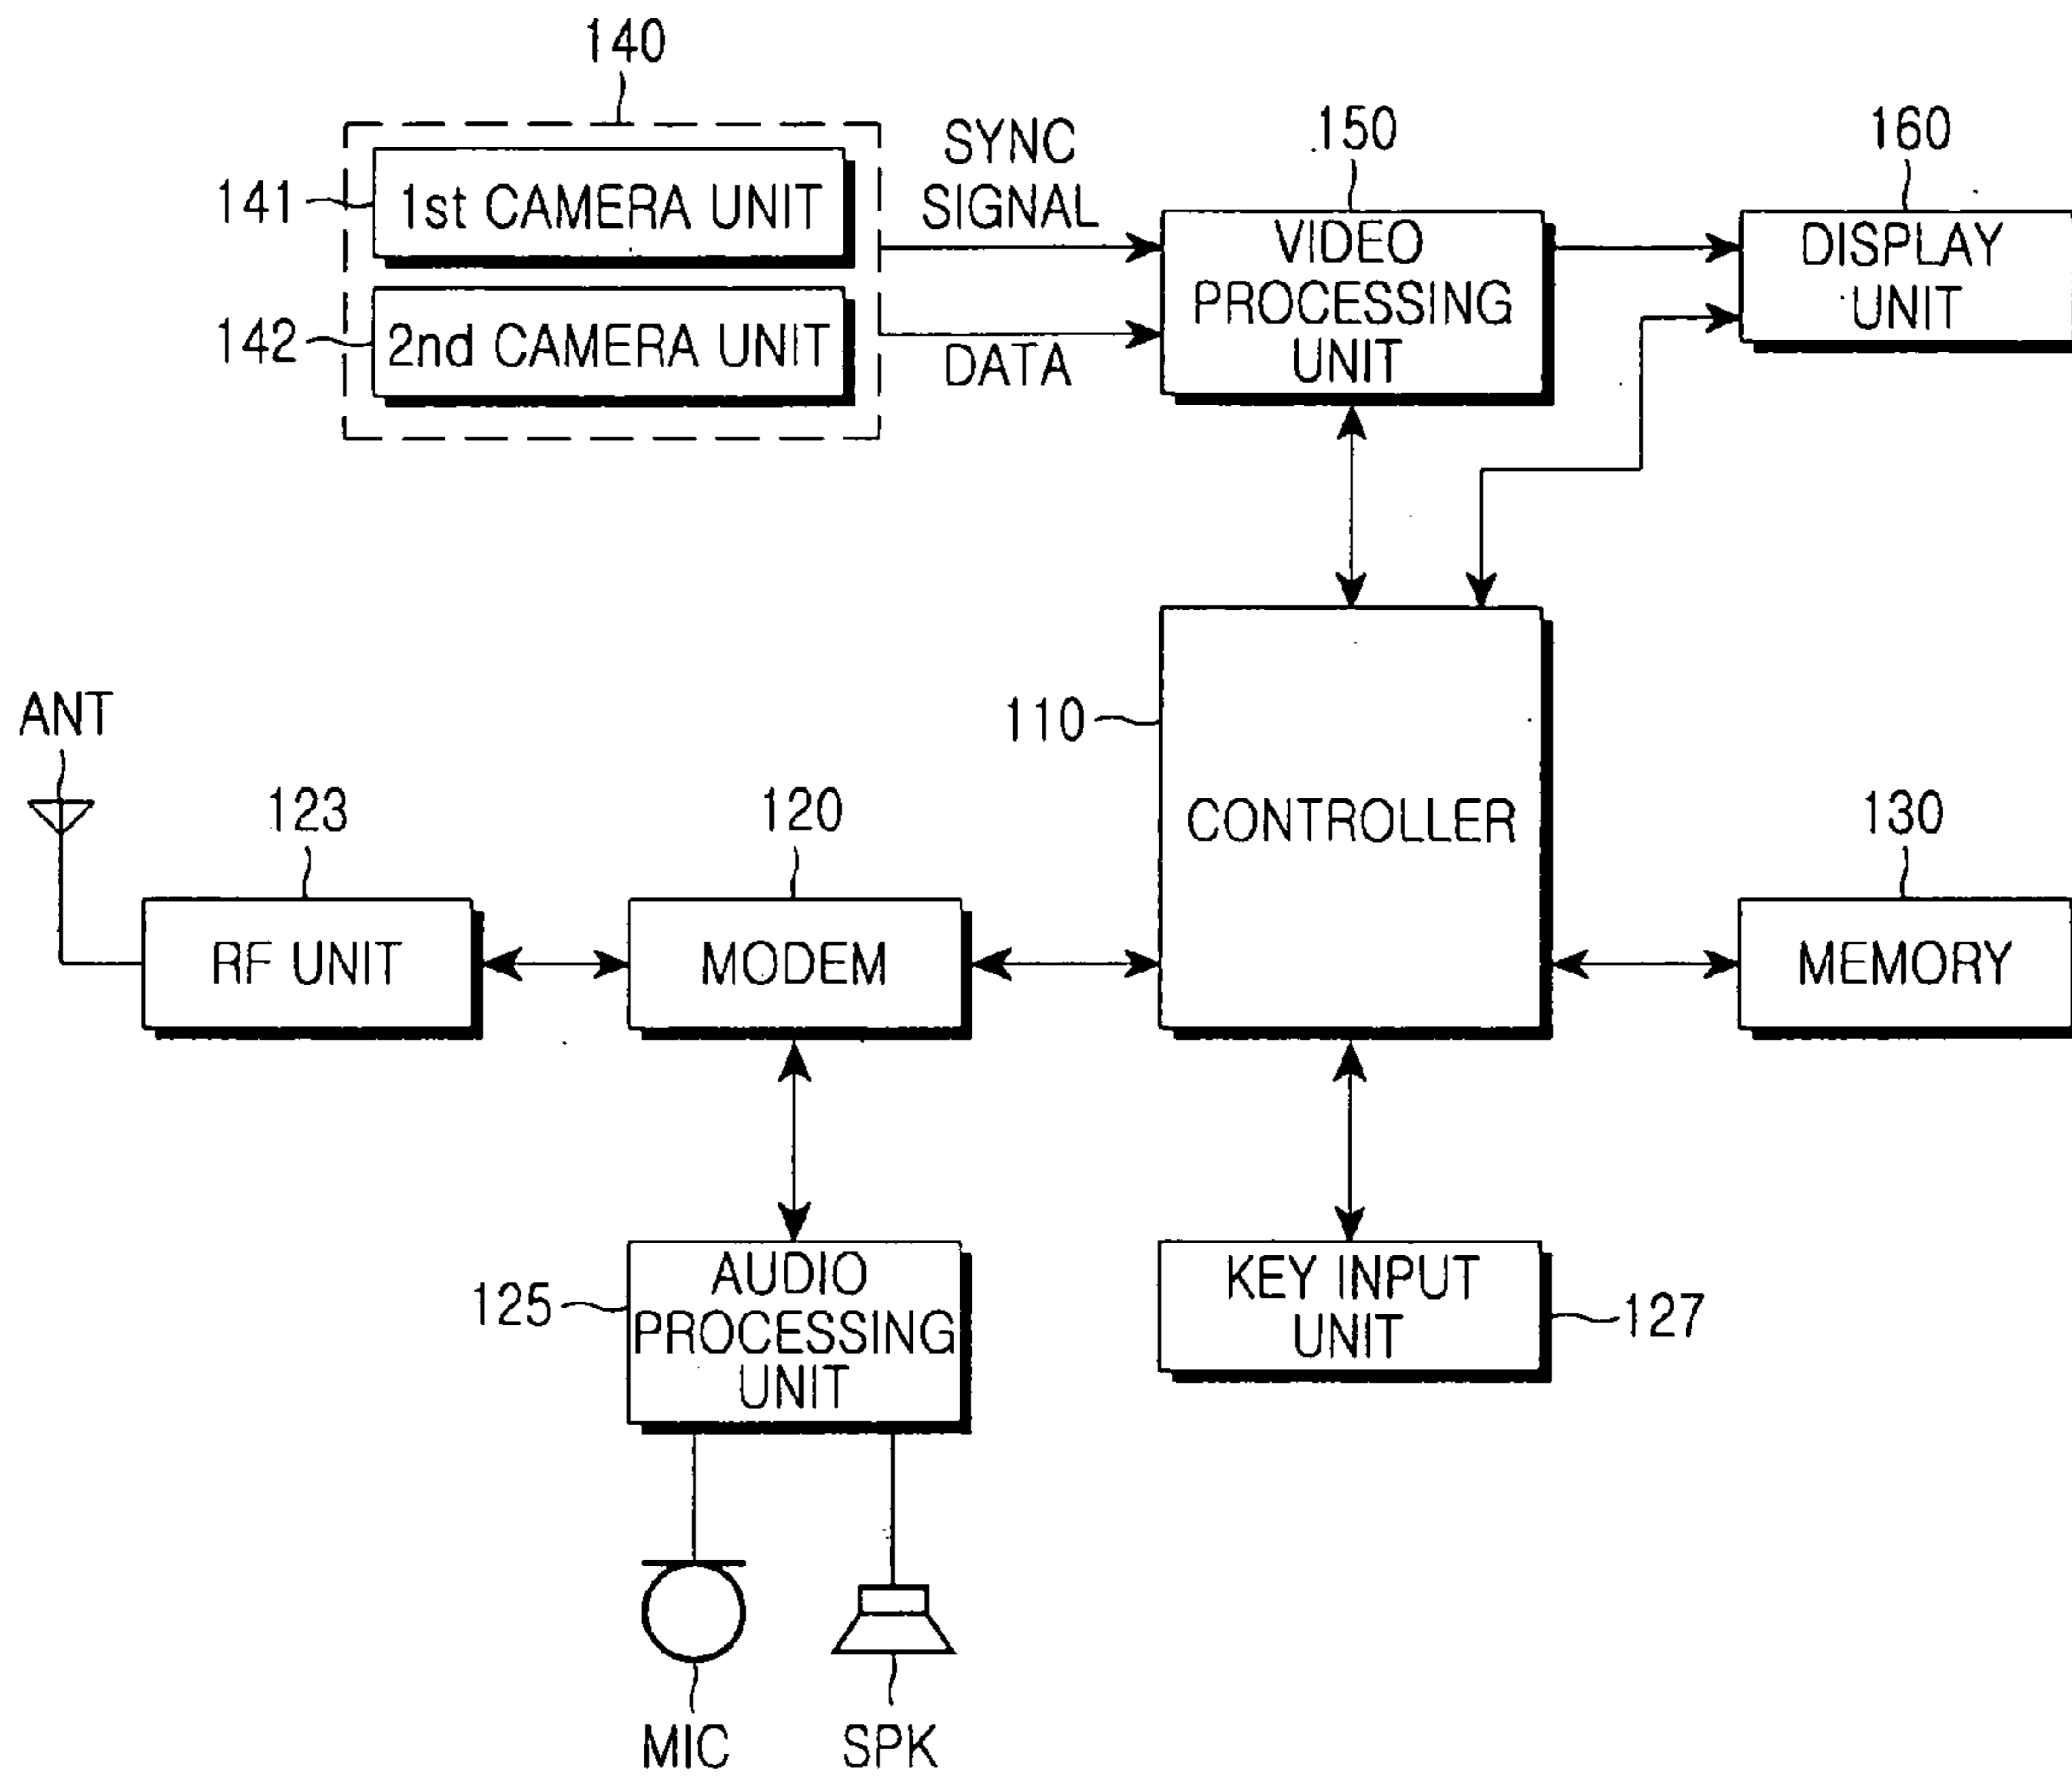 140
SYNC
SIGNAL
150
160
141
1st CAMERA UNIT
VIDEO
PROCESSING
UNIT
DISPLAY
UNIT
142
2nd CAMERA UNIT
DATA
ANT
110
CONTROLLER
123
120
130
RF UNIT
MODEM
MEMORY
125
AUDIO
PROCESSING
UNIT
KEY INPUT
UNIT
127
MIC
SPK